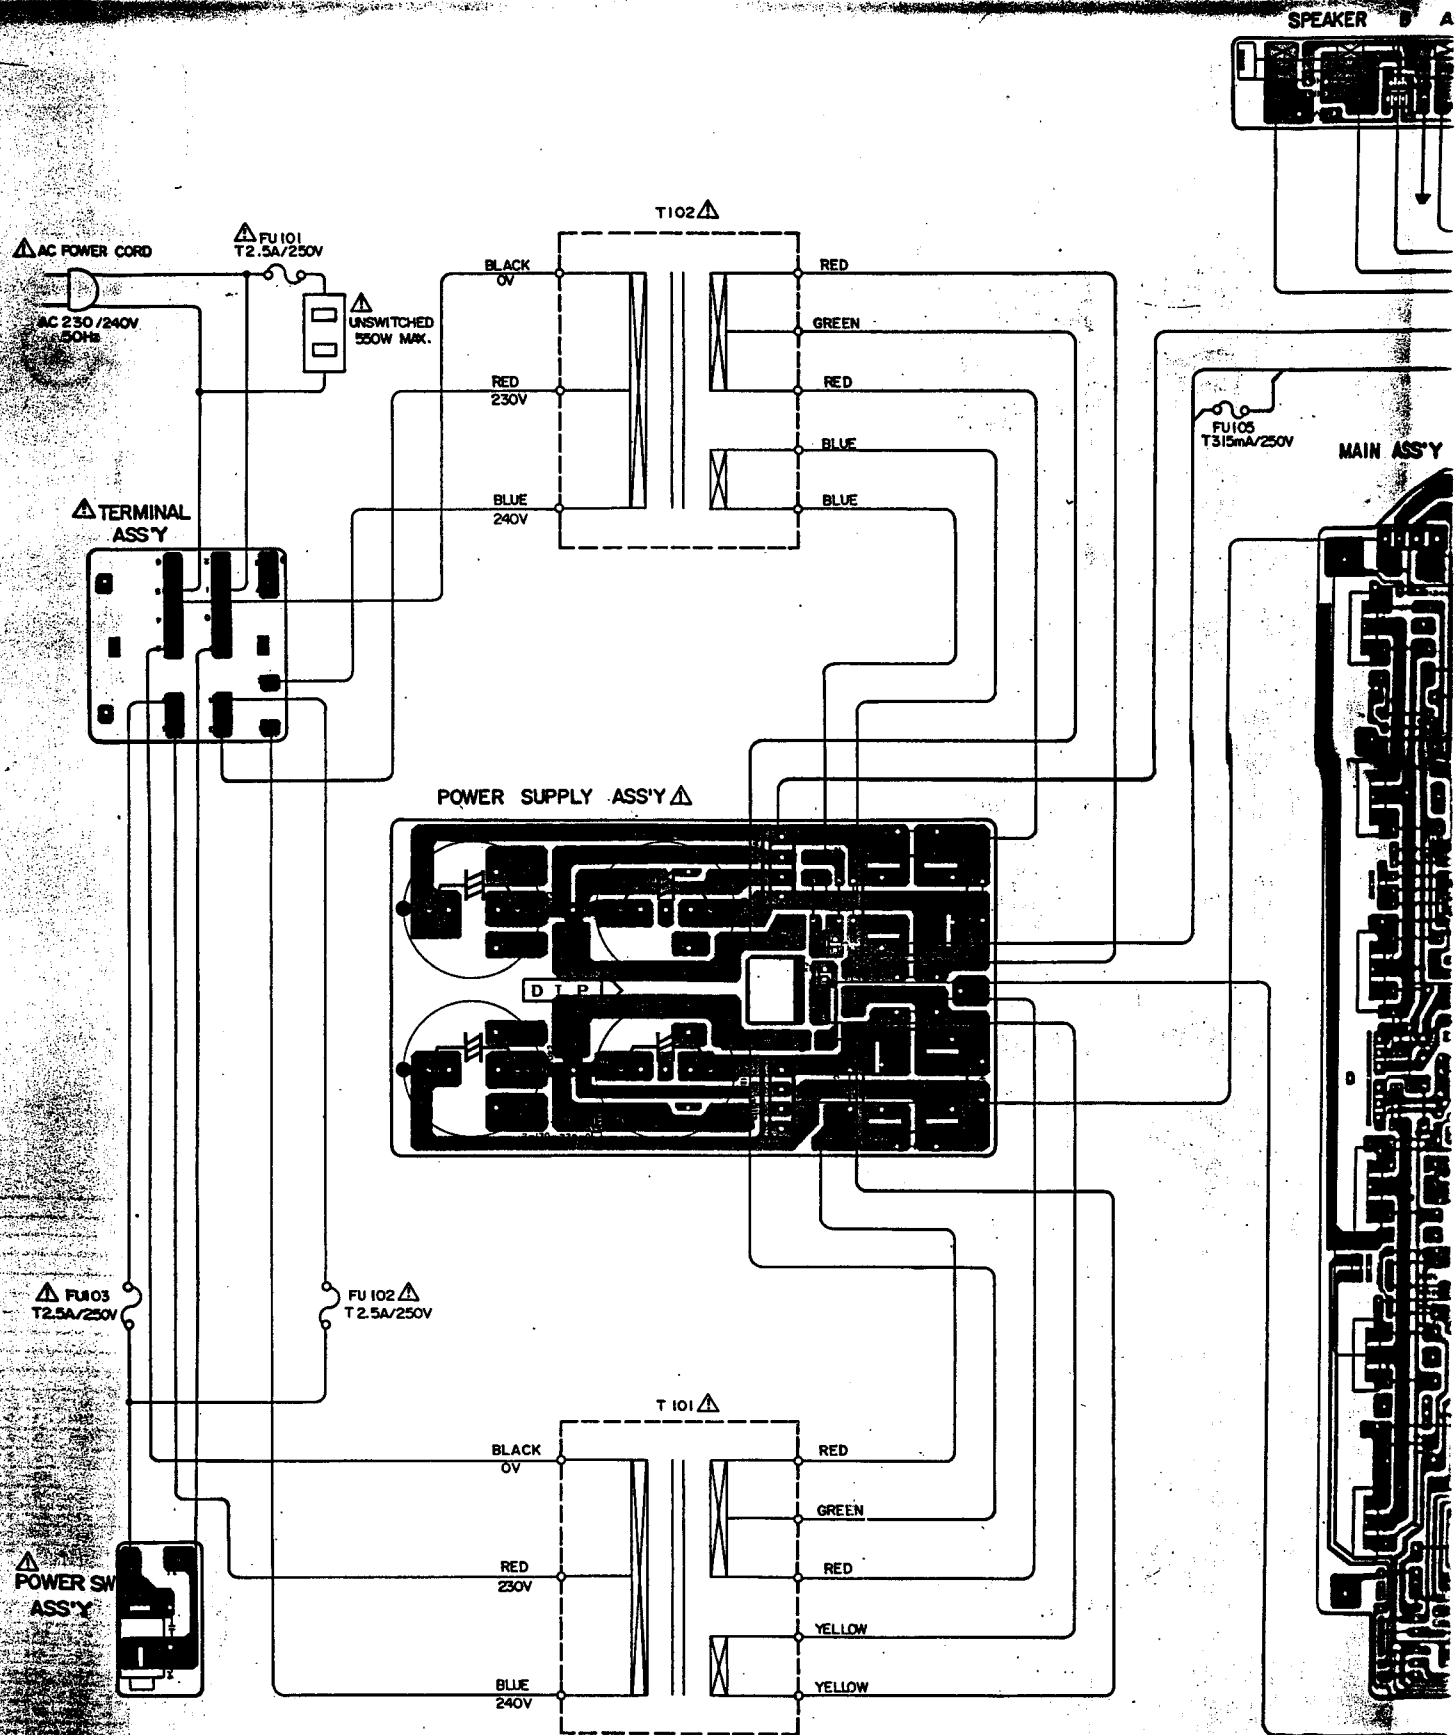 SPEAKER B A
T102
FU101
T2.5A/250V
AC POWER CORD
AC 230/240V
50Hz
UNSWITCHED
550W MAX.
BLACK
0V
RED
230V
BLUE
240V
RED
GREEN
RED
BLUE
BLUE
FU105
T315mA/250V
MAIN ASS'Y
TERMINAL
ASS'Y
POWER SUPPLY ASS'Y
DIP
FU103
T2.5A/250V
FU102
T2.5A/250V
T101
BLACK
0V
RED
230V
BLUE
240V
RED
GREEN
RED
YELLOW
YELLOW
POWER SW
ASS'Y